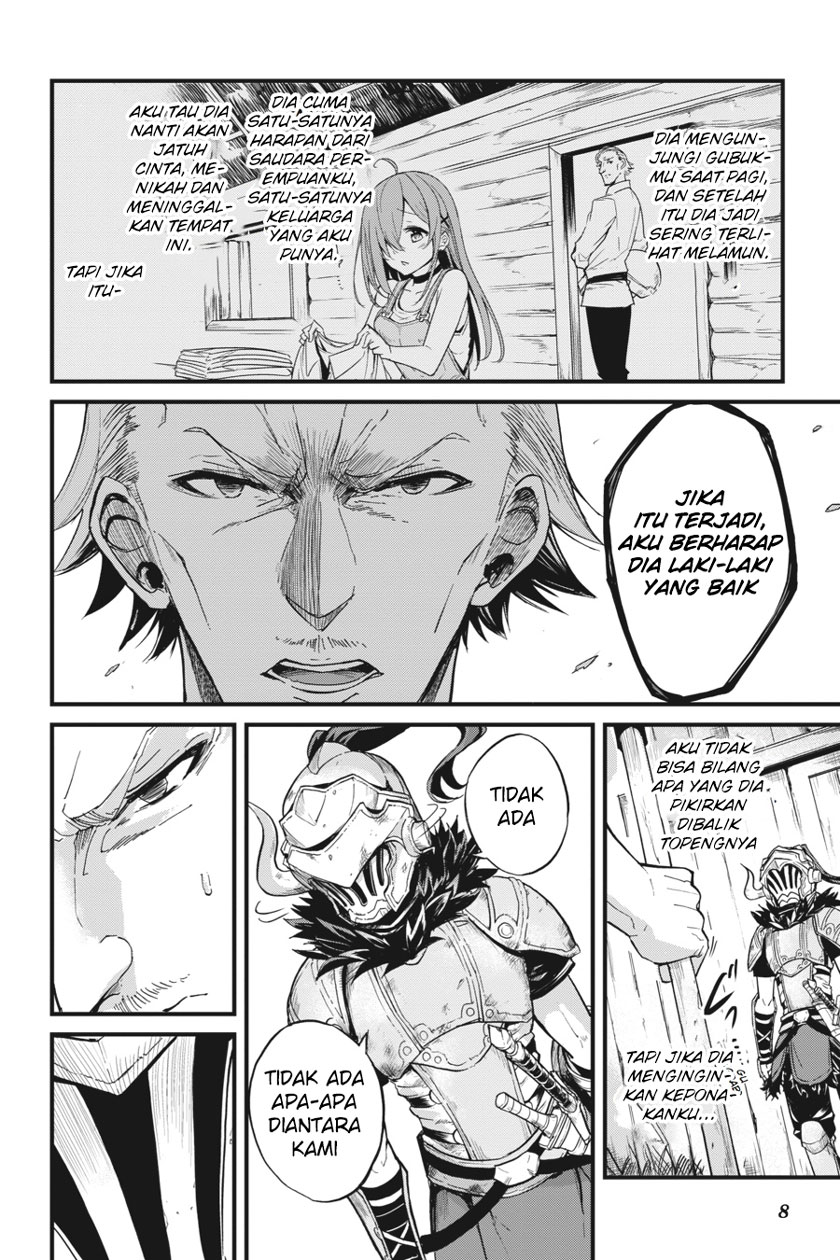 DIA MENGUN-
JUNGI GUBUK-
MU SAAT PAGI,
DAN SETELAH
ITU DIA JADI
SERING TERLI-
HAT MELAMUN.
DIA CUMA
SATU-SATUNYA
HARAPAN DARI
SAUDARA PER-
EMPUANKU,
SATU-SATUNYA
KELUARGA
YANG AKU
PUNYA.
AKU TAU DIA
NANTI AKAN
JATUH
CINTA, ME-
NIKAH DAN
MENINGGAL-
KAN TEMPAT
INI.
TAPI JIKA
ITU-
JIKA
ITU TERJADI,
AKU BERHARAP
DIA LAKI-LAKI
YANG BAIK
AKU TIDAK
BISA BILANG
APA YANG DIA
PIKIRKAN
DIBALIK
TOPENGNYA
TAPI JIKA DIA
MENGINGIN-
KAN KEPONA-
KANKU...
TIDAK
ADA
TIDAK ADA
APA-APA
DIANTARA
KAMI
8